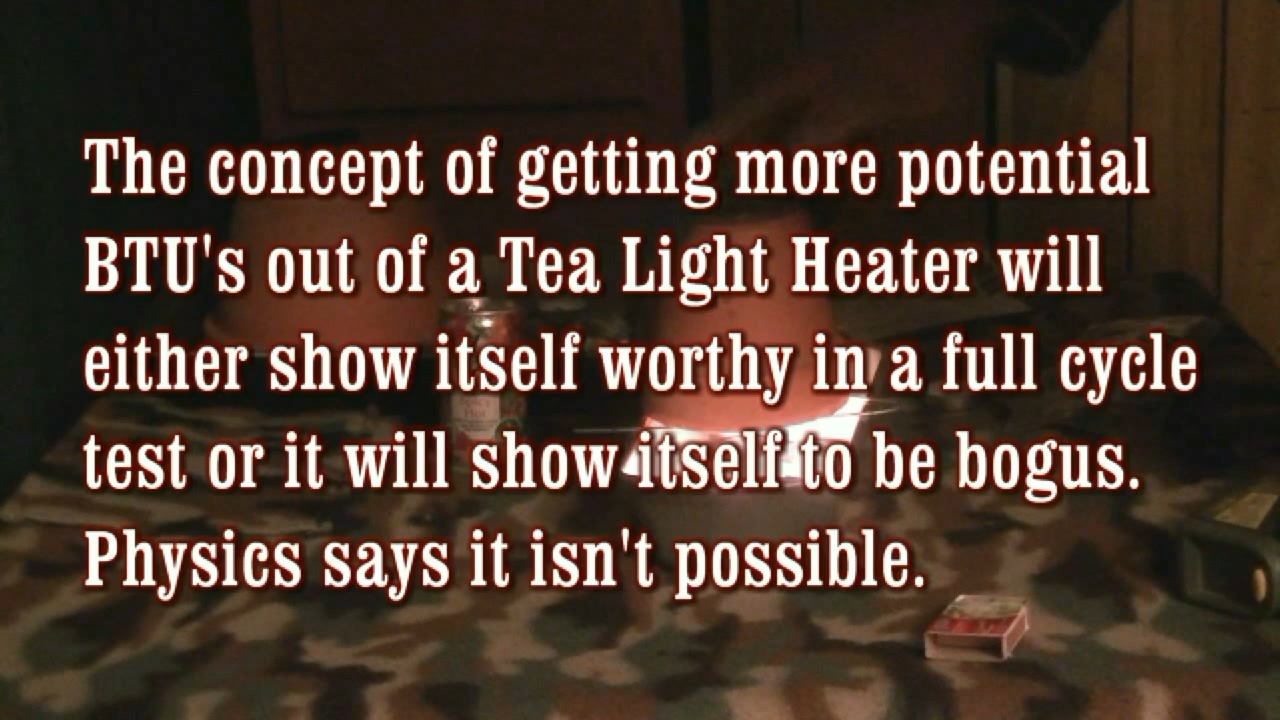 The concept of getting more potential
BTU's out of a Tea Light Heater will
either show itself worthy in a full cycle
test or it will show itself to be bogus.
Physics says it isn't possible.